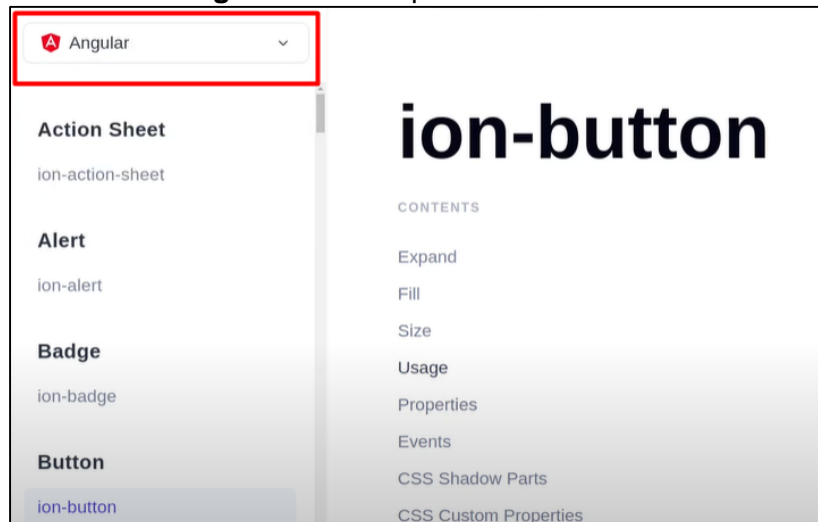 Angular
Action Sheet
ion-action-sheet
Alert
ion-alert
Badge
ion-badge
Button
ion-button
ion-button
CONTENTS
Expand
Fill
Size
Usage
Properties
Events
CSS Shadow Parts
CSS Custom Properties